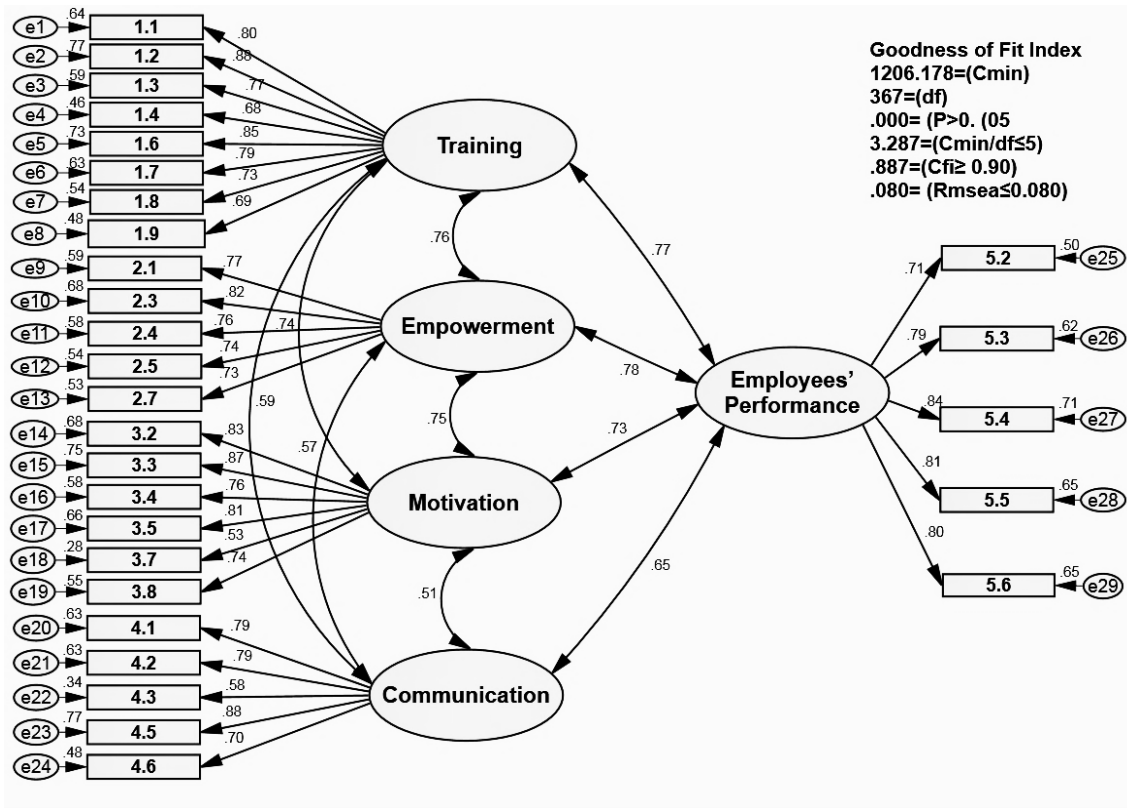 e1 .64 1.1 .80
e2 .77 1.2 .88
e3 .59 1.3 .77
e4 .46 1.4 .68
e5 .73 1.6 .85
e6 .63 1.7 .79
e7 .54 1.8 .73
e8 .48 1.9 .69
e9 .59 2.1 .77
e10 .68 2.3 .82
e11 .58 2.4 .76
e12 .54 2.5 .74
e13 .53 2.7 .73
e14 .68 3.2 .83
e15 .75 3.3 .87
e16 .58 3.4 .76
e17 .66 3.5 .81
e18 .28 3.7 .53
e19 .55 3.8 .74
e20 .63 4.1 .79
e21 .63 4.2 .79
e22 .34 4.3 .58
e23 .77 4.5 .88
e24 .48 4.6 .70
Training
.76
Empowerment
.74
.75
.59
.57
Motivation
.51
Communication
.77
.78
.73
.65
Employees’
Performance
Goodness of Fit Index
1206.178=(Cmin)
367=(df)
.000= (P>0. (05
3.287=(Cmin/df≤5)
.887=(Cfi≥ 0.90)
.080= (Rmsea≤0.080)
.71 5.2 .50 e25
.79 5.3 .62 e26
.84 5.4 .71 e27
.81 5.5 .65 e28
.80 5.6 .65 e29